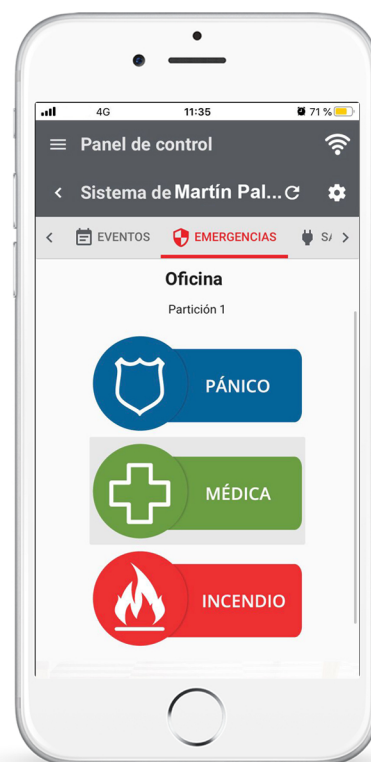 4G 11:35 71 %
Panel de control
Sistema de Martín Pal...
EVENTOS EMERGENCIAS S/
Oficina
Partición 1
PÁNICO
MÉDICA
INCENDIO